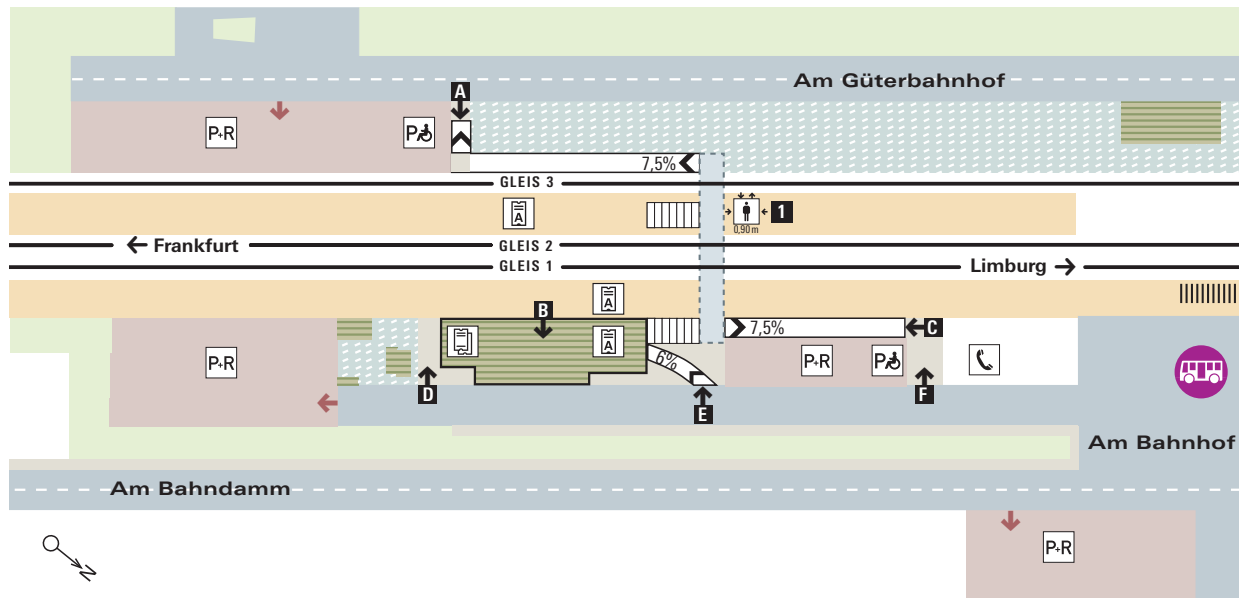 Am Güterbahnhof
A
P+R
P
7,5%
GLEIS 3
A
1
0,90 m
Frankfurt
GLEIS 2
GLEIS 1
Limburg
A
B
7,5%
C
A
6%
P+R
P+R
P
D
E
F
Am Bahnhof
Am Bahndamm
P+R
N